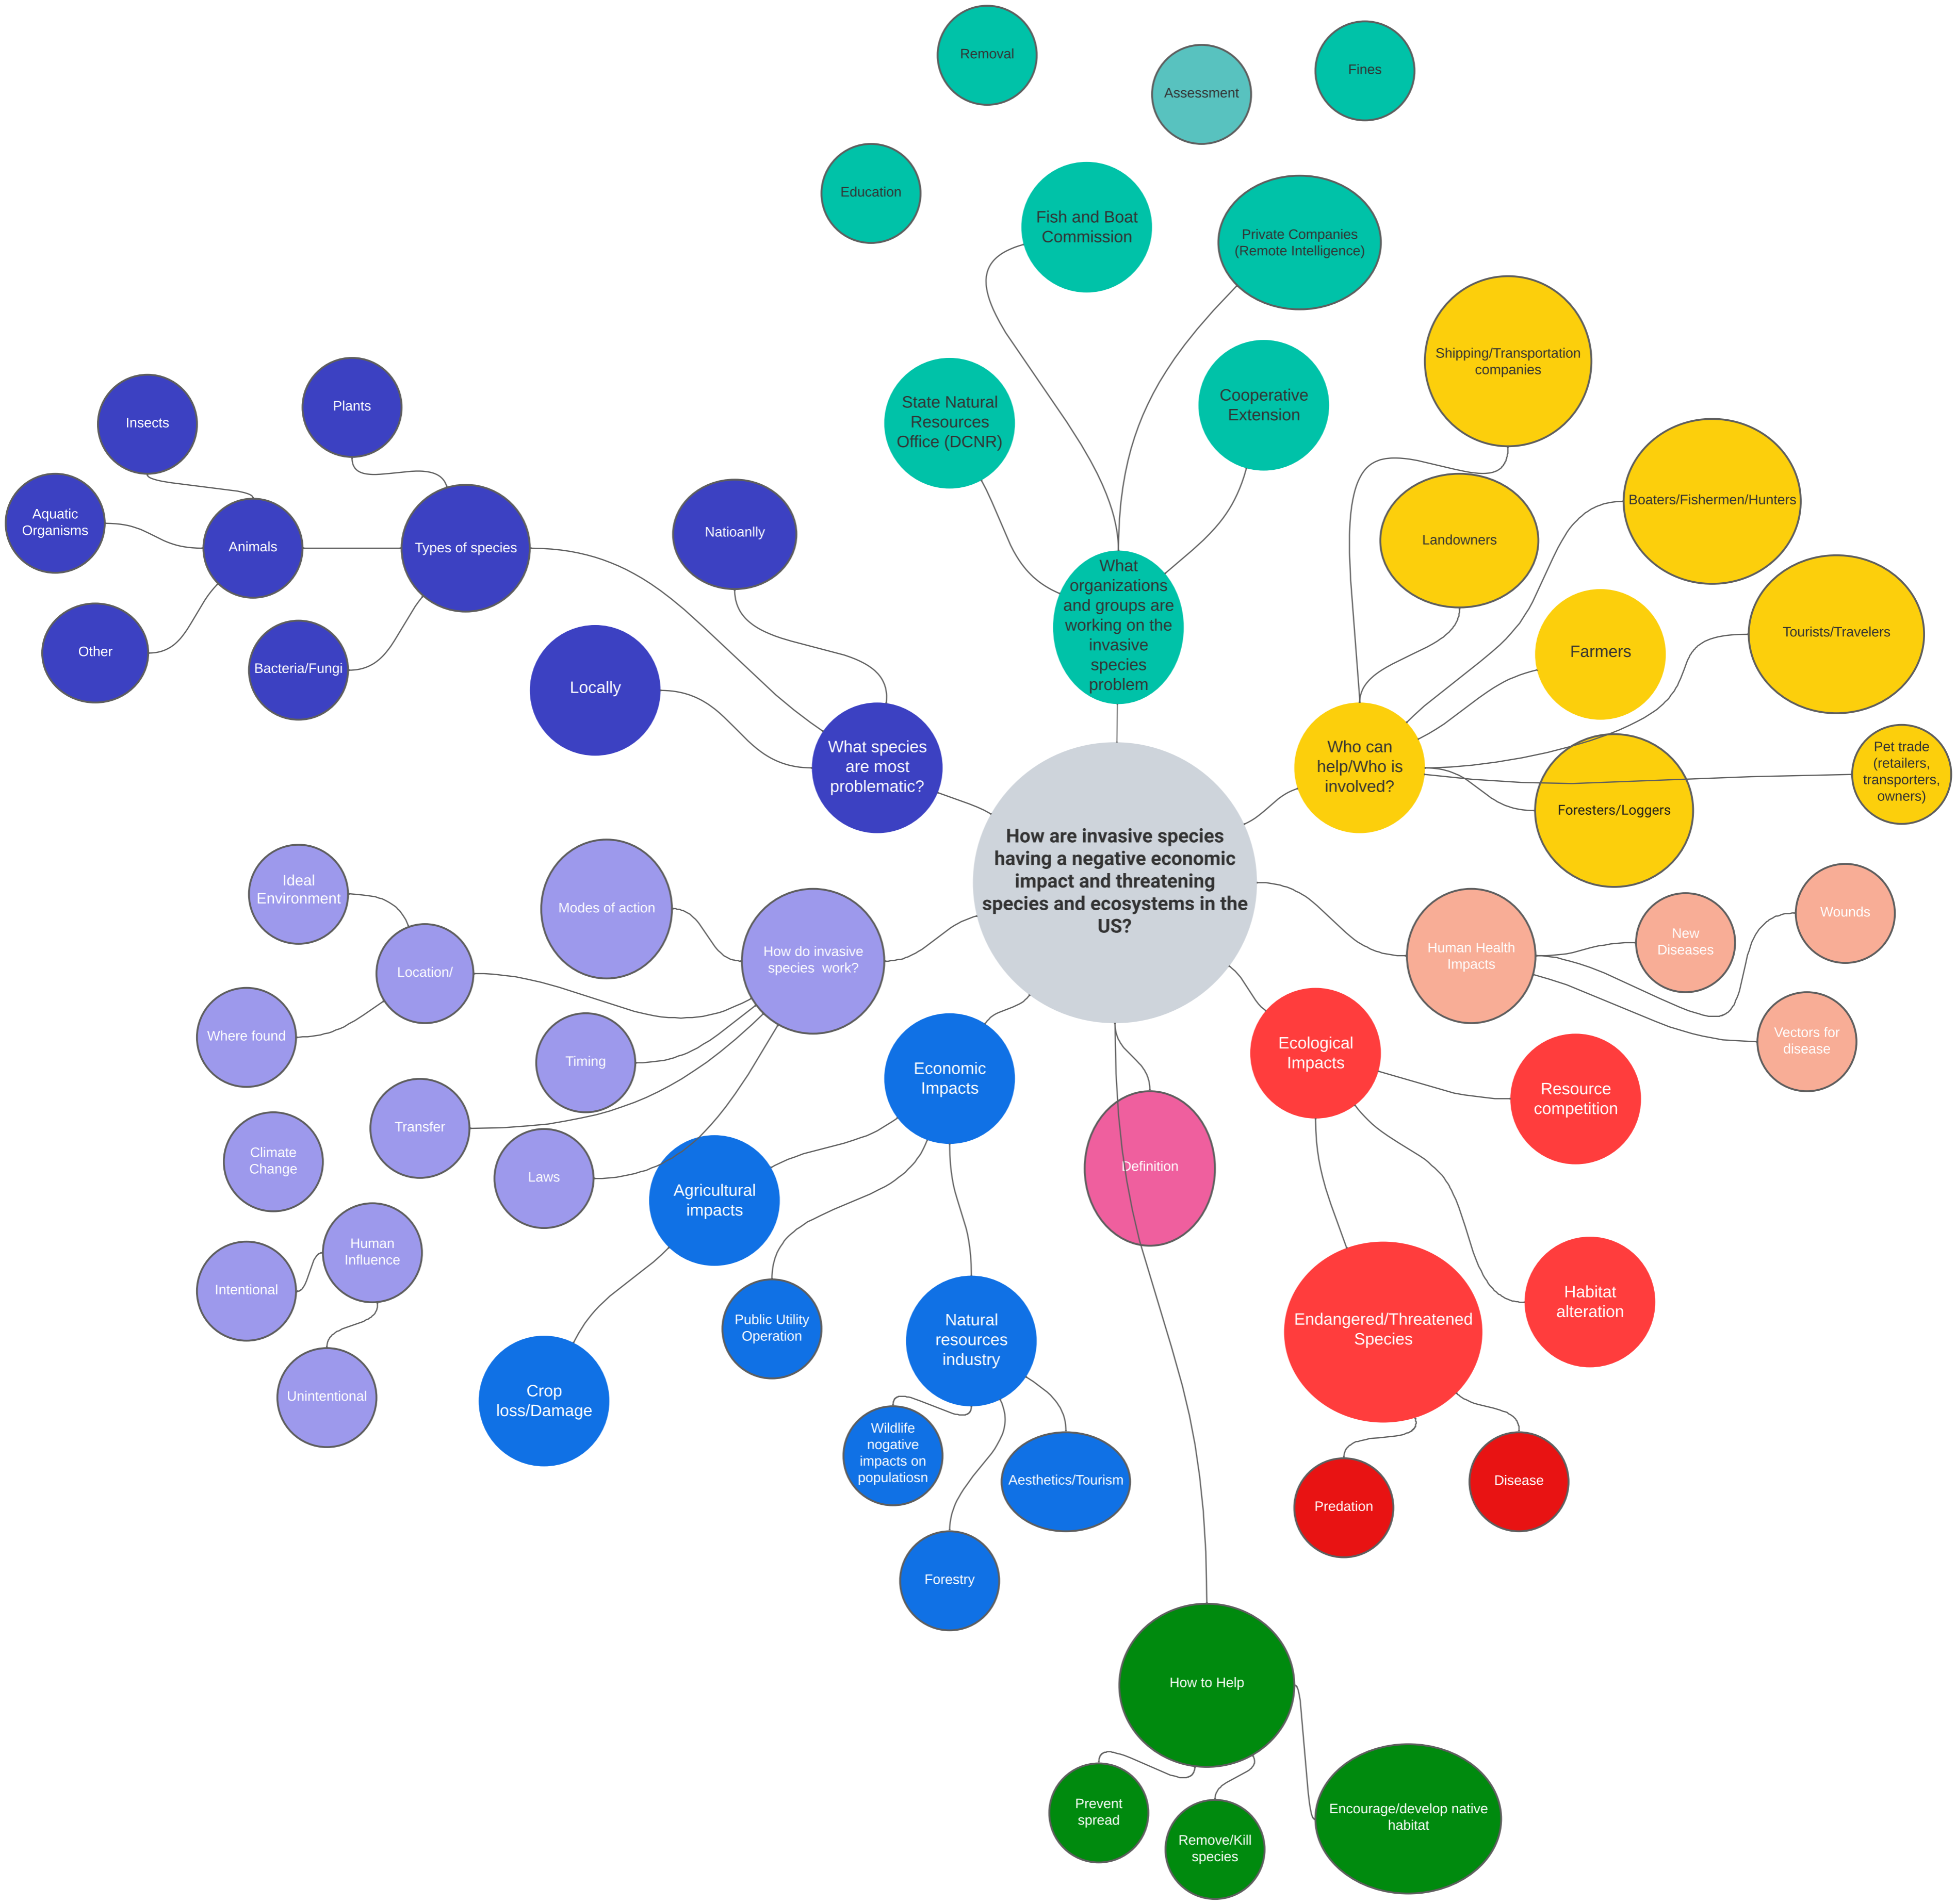 Removal
Assessment
Fines
Education
Fish and Boat
Commission
Private Companies
(Remote Intelligence)
Shipping/Transportation
companies
State Natural
Resources
Office (DCNR)
Cooperative
Extension
Insects
Plants
Natioanlly
Landowners
Boaters/Fishermen/Hunters
Aquatic
Organisms
Animals
Types of species
What
organizations
and groups are
working on the
invasive
species
problem
Other
Bacteria/Fungi
Locally
Farmers
Tourists/Travelers
What species
are most
problematic?
Who can
help/Who is
involved?
Pet trade
(retailers,
transporters,
owners)
Foresters/Loggers
How are invasive species
having a negative economic
impact and threatening
species and ecosystems in the
US?
Ideal
Environment
Modes of action
How do invasive
species  work?
Location/
Where found
Timing
Transfer
Laws
Climate
Change
Human
Influence
Intentional
Unintentional
Human Health
Impacts
New
Diseases
Wounds
Vectors for
disease
Economic
Impacts
Agricultural
impacts
Crop
loss/Damage
Public Utility
Operation
Natural
resources
industry
Wildlife
nogative
impacts on
populatiosn
Aesthetics/Tourism
Forestry
Definition
Ecological
Impacts
Resource
competition
Habitat
alteration
Endangered/Threatened
Species
Predation
Disease
How to Help
Prevent
spread
Remove/Kill
species
Encourage/develop native
habitat